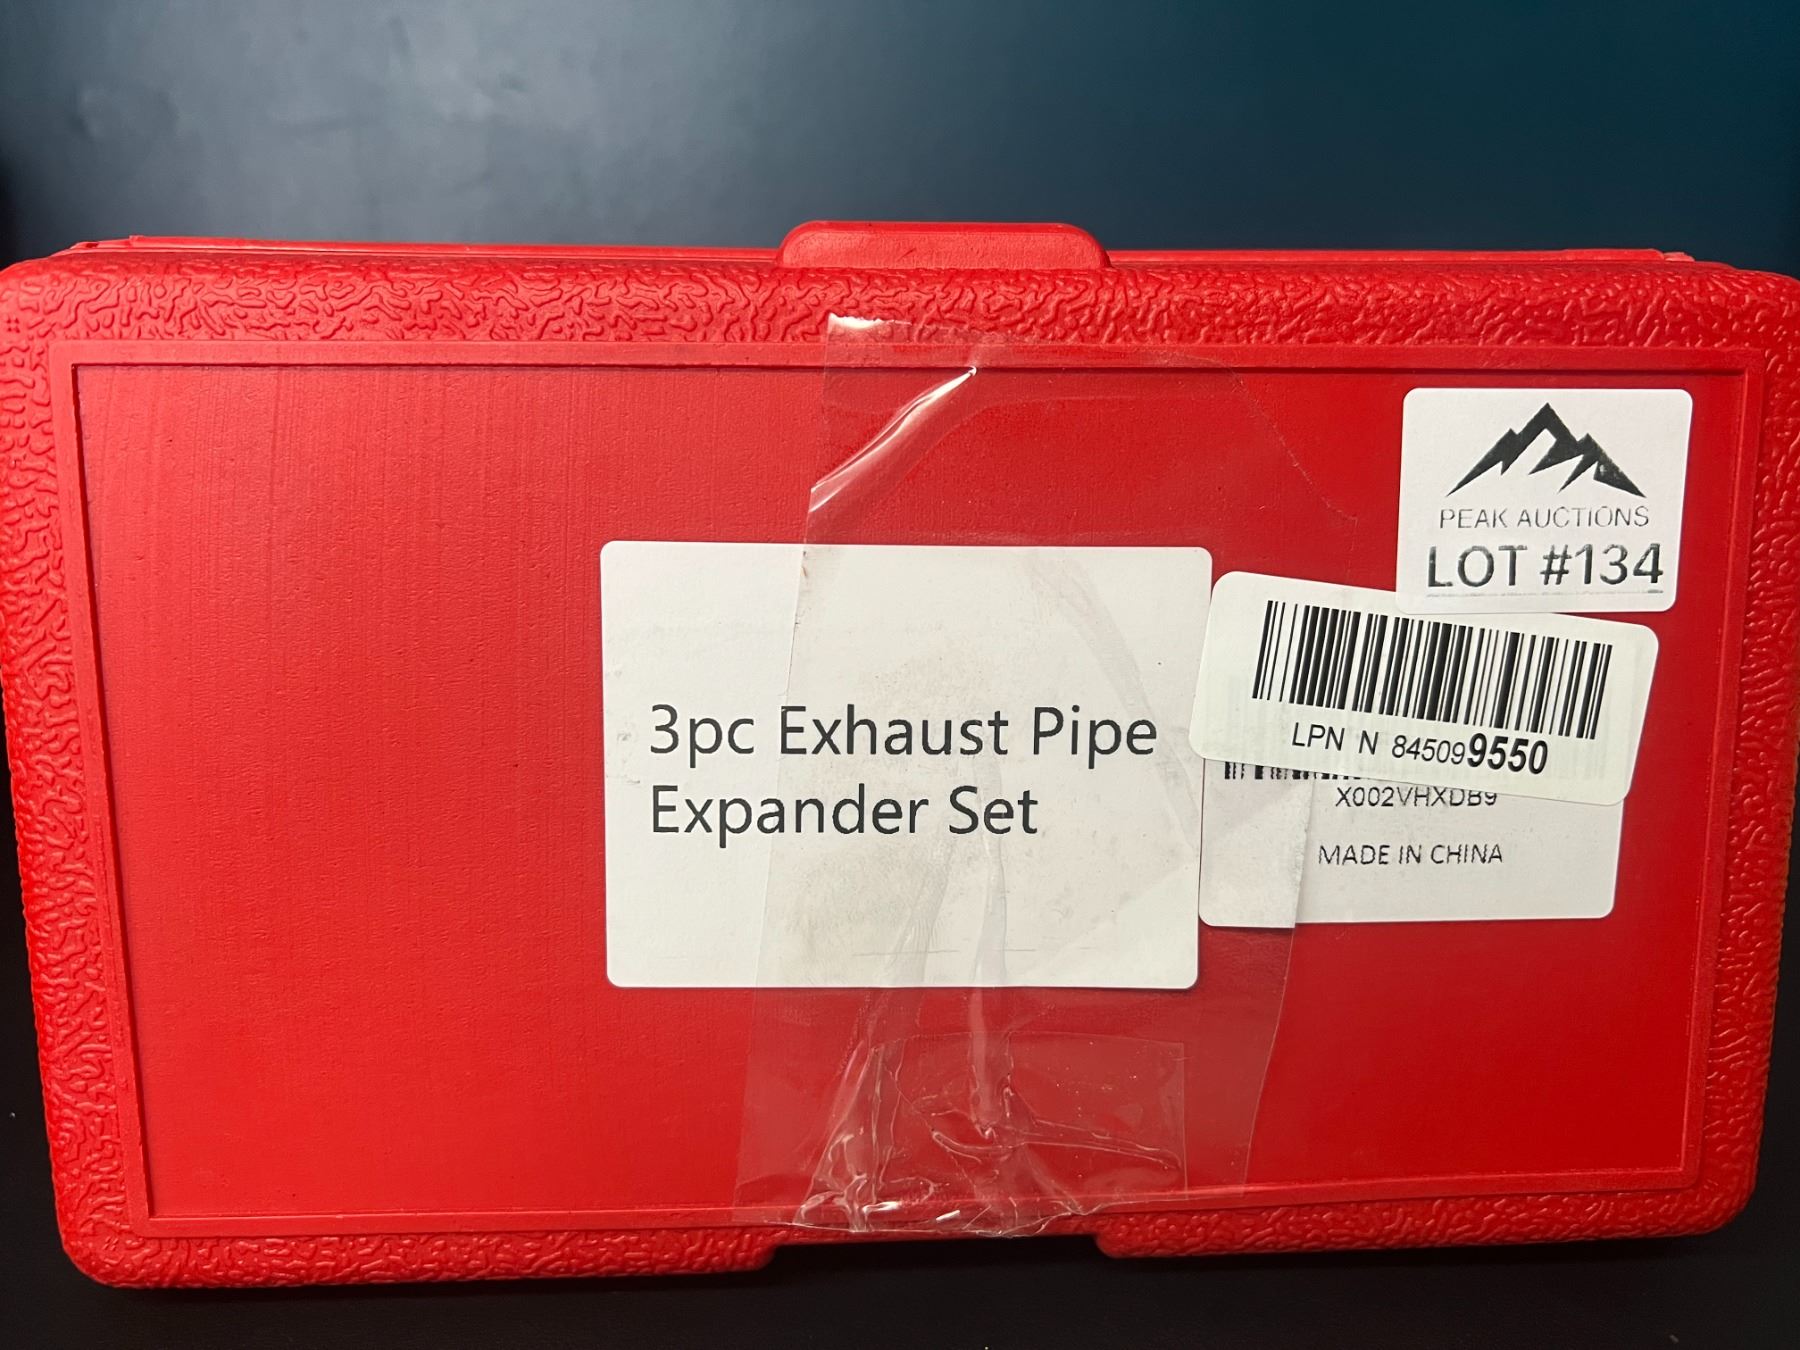 PEAK AUCTIONS
LOT #134
3pc Exhaust Pipe
Expander Set
LPN N 845099550
X002VHXDB9
MADE IN CHINA